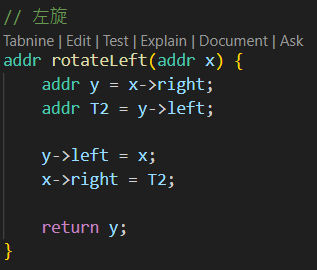 // 左旋
Tabnine | Edit | Test | Explain | Document | Ask
addr rotateLeft(addr x) {
    addr y = x->right;
    addr T2 = y->left;

    y->left = x;
    x->right = T2;

    return y;
}